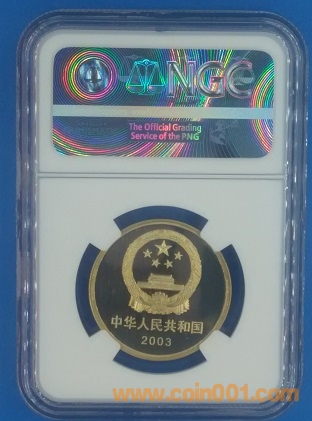 NGC
The Official Grading
Service of the PNG
中华人民共和国
2003
www.coin001.com